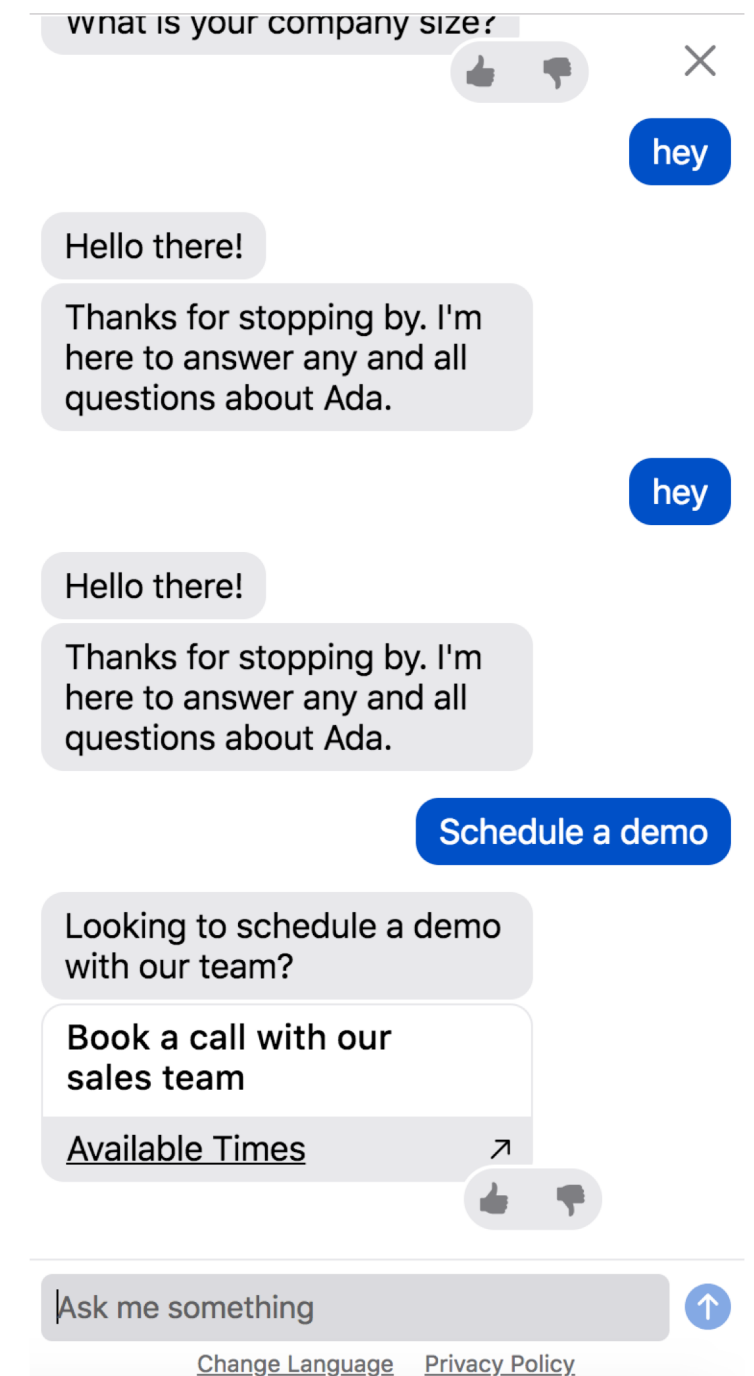 What is your company size?
hey
Hello there!
Thanks for stopping by. I'm
here to answer any and all
questions about Ada.
hey
Hello there!
Thanks for stopping by. I'm
here to answer any and all
questions about Ada.
Schedule a demo
Looking to schedule a demo
with our team?
Book a call with our
sales team
Available Times
Ask me something
Change Language Privacy Policy